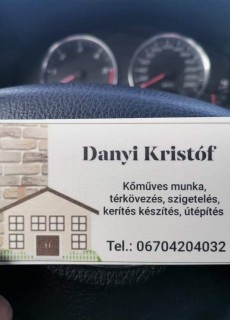 Danyi Kristóf
Kőműves munka,
térkövezés, szigetelés,
kerítés készítés, útépítés
Tel.: 06704204032